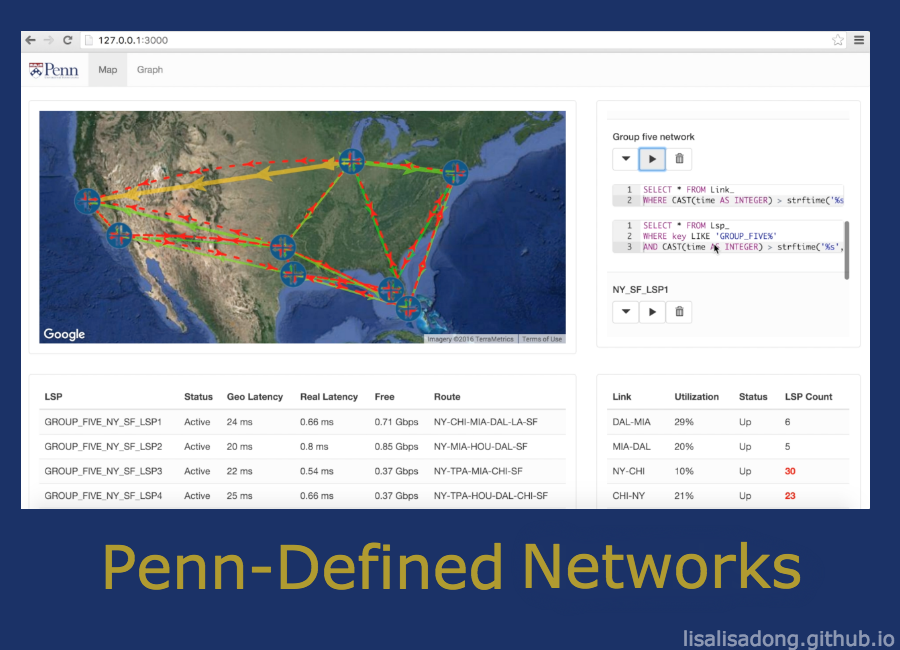 127.0.0.1:3000
Penn
Map
Graph
Google
Imagery ©2016 TerraMetrics
Terms of Use
Group five network
1 SELECT * FROM Link_
2 WHERE CAST(time AS INTEGER) > strftime('%s
1 SELECT * FROM Lsp_
2 WHERE key LIKE 'GROUP_FIVE%'
3 AND CAST(time AS INTEGER) > strftime('%s',
NY_SF_LSP1
LSP Status Geo Latency Real Latency Free Route
GROUP_FIVE_NY_SF_LSP1 Active 24 ms 0.66 ms 0.71 Gbps NY-CHI-MIA-DAL-LA-SF
GROUP_FIVE_NY_SF_LSP2 Active 20 ms 0.8 ms 0.85 Gbps NY-MIA-HOU-DAL-SF
GROUP_FIVE_NY_SF_LSP3 Active 22 ms 0.54 ms 0.37 Gbps NY-TPA-MIA-CHI-SF
GROUP_FIVE_NY_SF_LSP4 Active 25 ms 0.66 ms 0.37 Gbps NY-TPA-HOU-DAL-CHI-SF
Link Utilization Status LSP Count
DAL-MIA 29% Up 6
MIA-DAL 20% Up 5
NY-CHI 10% Up 30
CHI-NY 21% Up 23
Penn-Defined Networks
lisalisadong.github.io